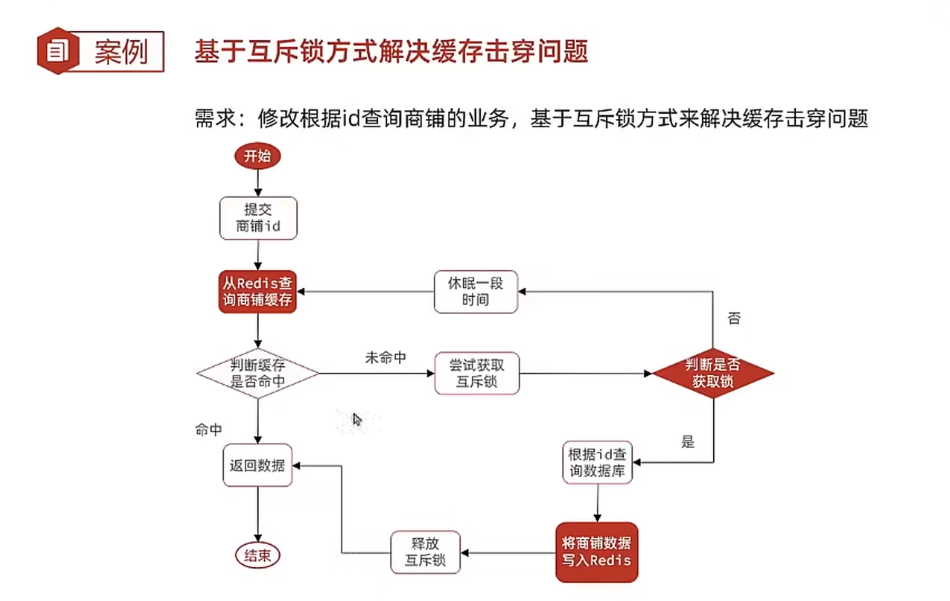 案例
基于互斥锁方式解决缓存击穿问题
需求：修改根据id查询商铺的业务，基于互斥锁方式来解决缓存击穿问题
开始
提交
商铺id
从Redis查
询商铺缓存
休眠一段
时间
否
判断缓存
是否命中
未命中
尝试获取
互斥锁
判断是否
获取锁
命中
是
返回数据
根据id查
询数据库
结束
释放
互斥锁
将商铺数据
写入Redis